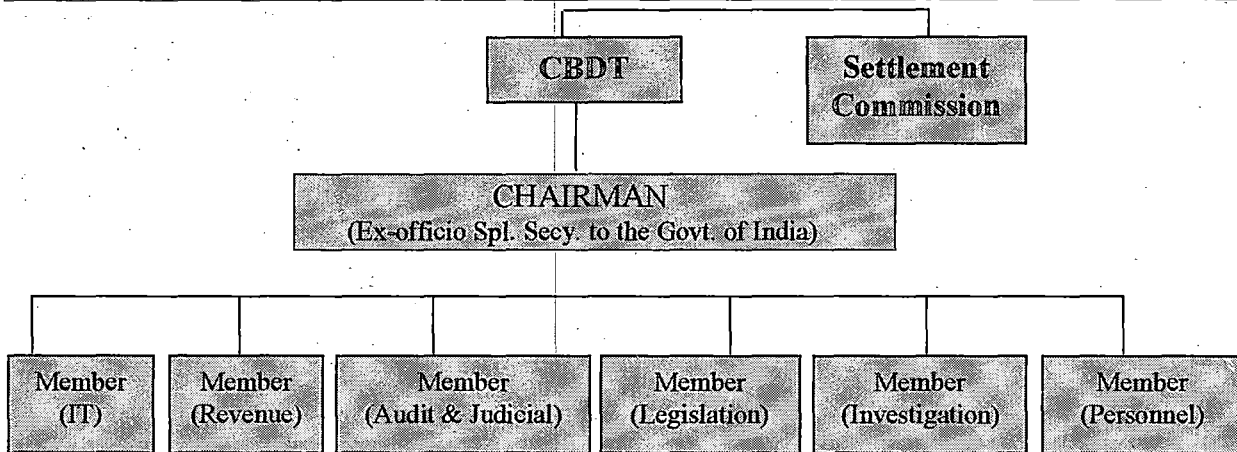 CBDT
Settlement
Commission
CHAIRMAN
(Ex-officio Spl. Secy. to the Govt. of India)
Member
(IT)
Member
(Revenue)
Member
(Audit & Judicial)
Member
(Legislation)
Member
(Investigation)
Member
(Personnel)